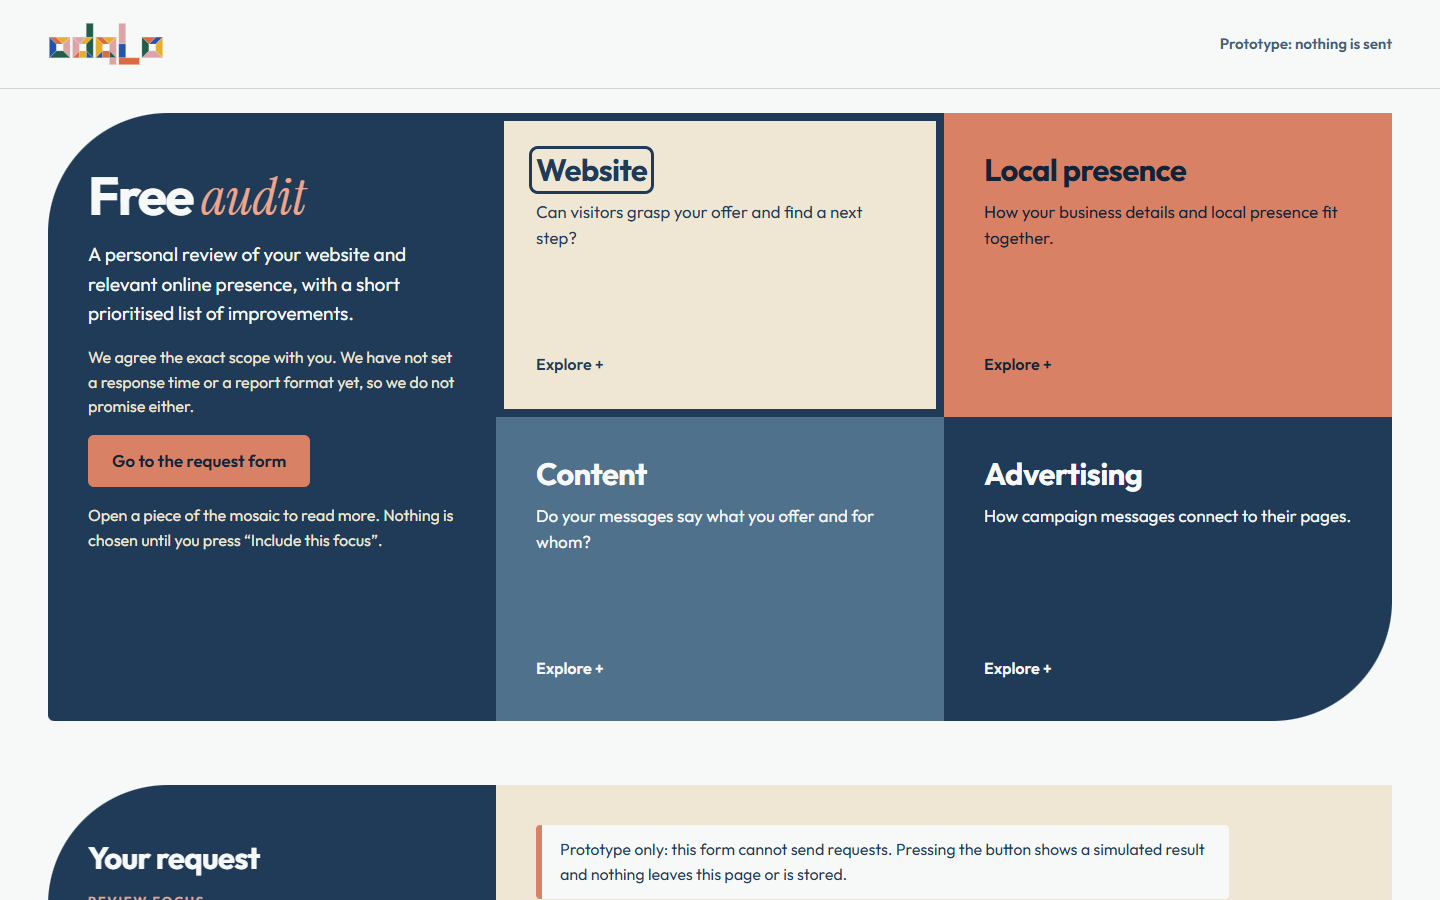 odaLo
Prototype: nothing is sent
Free audit
A personal review of your website and
relevant online presence, with a short
prioritised list of improvements.
We agree the exact scope with you. We have not set
a response time or a report format yet, so we do not
promise either.
Go to the request form
Open a piece of the mosaic to read more. Nothing is
chosen until you press “Include this focus”.
Website
Can visitors grasp your offer and find a next
step?
Explore +
Local presence
How your business details and local presence fit
together.
Explore +
Content
Do your messages say what you offer and for
whom?
Explore +
Advertising
How campaign messages connect to their pages.
Explore +
Your request
REVIEW FOCUS
Prototype only: this form cannot send requests. Pressing the button shows a simulated result
and nothing leaves this page or is stored.